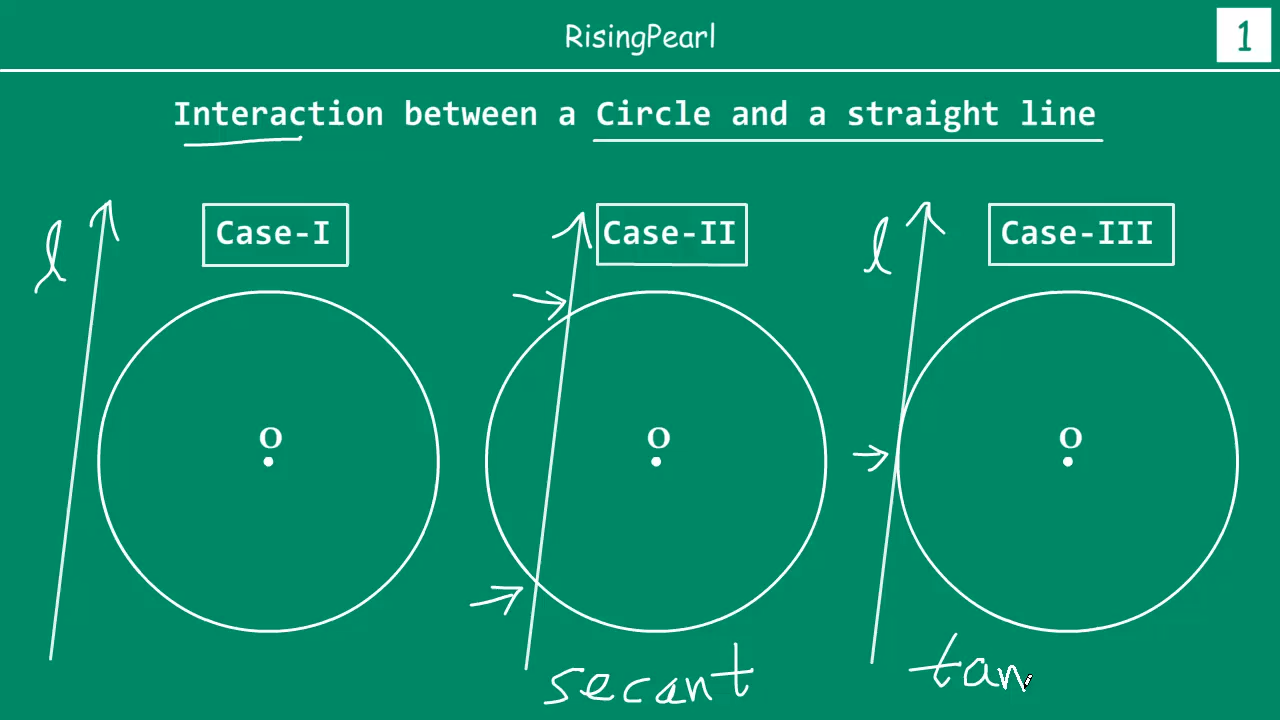 RisingPearl
1
Interaction between a Circle and a straight line
l
Case-I
Case-II
l
Case-III
O
O
O
secant
tan